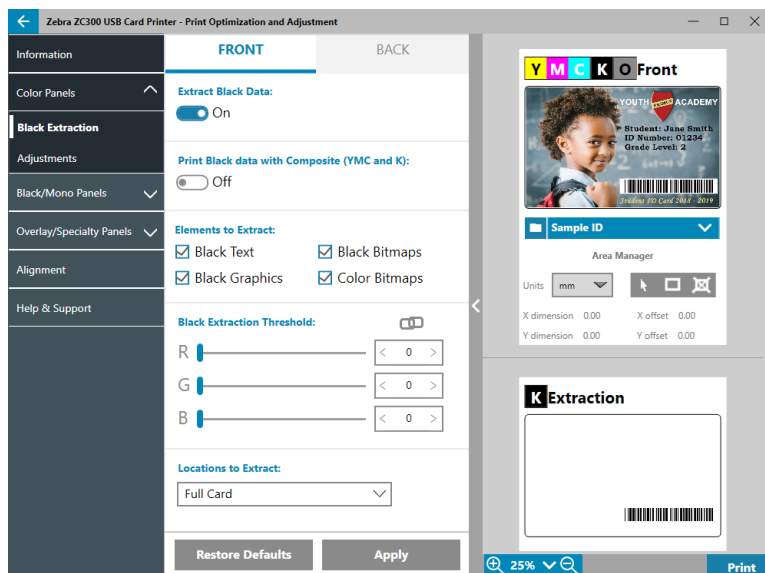 Zebra ZC300 USB Card Printer - Print Optimization and Adjustment
Information
Color Panels
Black Extraction
Adjustments
Black/Mono Panels
Overlay/Specialty Panels
Alignment
Help & Support
FRONT
BACK
Extract Black Data:
On
Print Black data with Composite (YMC and K):
Off
Elements to Extract:
Black Text
Black Bitmaps
Black Graphics
Color Bitmaps
Black Extraction Threshold:
R
< 0 >
G
< 0 >
B
< 0 >
Locations to Extract:
Full Card
Restore Defaults
Apply
Y M C K O Front
YOUTH ACADEMY
Student: Jane Smith
ID Number: 01234
Grade Level: 2
Student ID Card 2018 - 2019
Sample ID
Area Manager
Units
mm
X dimension 0.00 X offset 0.00
Y dimension 0.00 Y offset 0.00
K Extraction
25%
Print